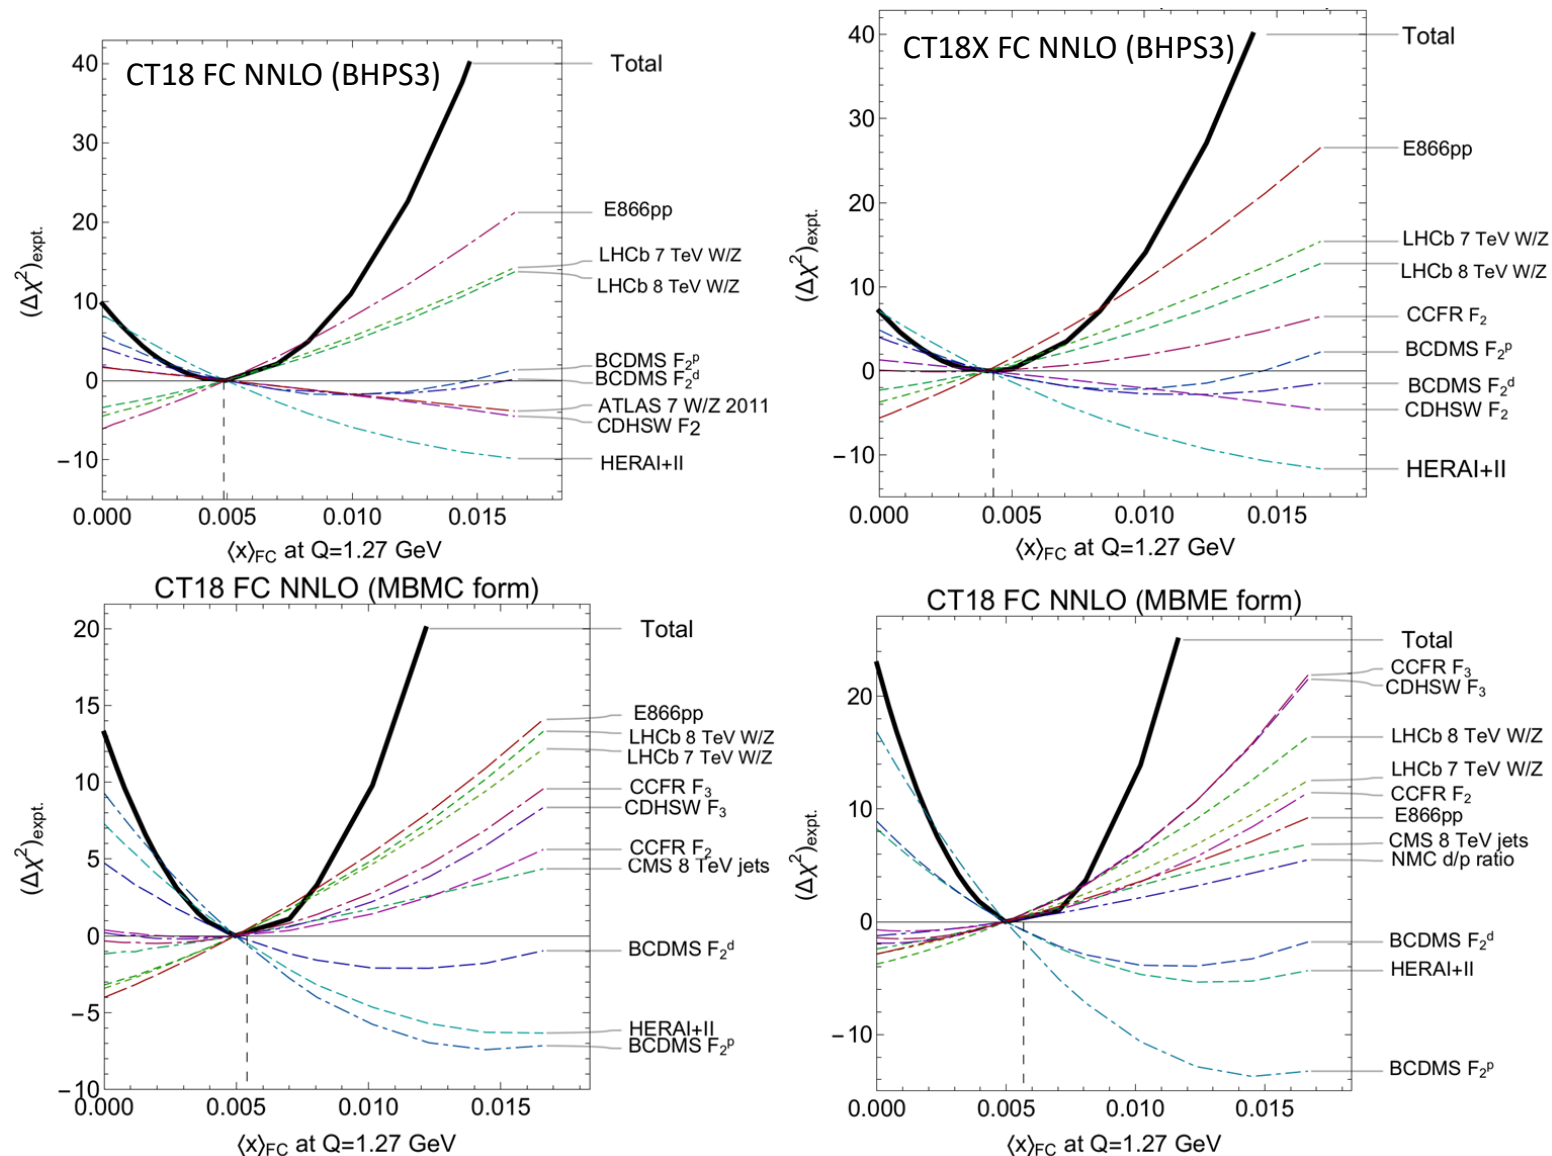 CT18 FC NNLO (BHPS3)
40
30
20
10
0
−10
(Δχ²)expt.
0.000
0.005
0.010
0.015
⟨x⟩FC at Q=1.27 GeV
Total
E866pp
LHCb 7 TeV W/Z
LHCb 8 TeV W/Z
BCDMS F₂ᵖ
BCDMS F₂ᵈ
ATLAS 7 W/Z 2011
CDHSW F2
HERAI+II
CT18X FC NNLO (BHPS3)
40
30
20
10
0
−10
(Δχ²)expt.
0.000
0.005
0.010
0.015
⟨x⟩FC at Q=1.27 GeV
Total
E866pp
LHCb 7 TeV W/Z
LHCb 8 TeV W/Z
CCFR F₂
BCDMS F₂ᵖ
BCDMS F₂ᵈ
CDHSW F₂
HERAI+II
CT18 FC NNLO (MBMC form)
20
15
10
5
0
−5
−10
(Δχ²)expt.
0.000
0.005
0.010
0.015
⟨x⟩FC at Q=1.27 GeV
Total
E866pp
LHCb 8 TeV W/Z
LHCb 7 TeV W/Z
CCFR F₃
CDHSW F₃
CCFR F₂
CMS 8 TeV jets
BCDMS F₂ᵈ
HERAI+II
BCDMS F₂ᵖ
CT18 FC NNLO (MBME form)
20
10
0
−10
(Δχ²)expt.
0.000
0.005
0.010
0.015
⟨x⟩FC at Q=1.27 GeV
Total
CCFR F₃
CDHSW F₃
LHCb 8 TeV W/Z
LHCb 7 TeV W/Z
CCFR F₂
E866pp
CMS 8 TeV jets
NMC d/p ratio
BCDMS F₂ᵈ
HERAI+II
BCDMS F₂ᵖ